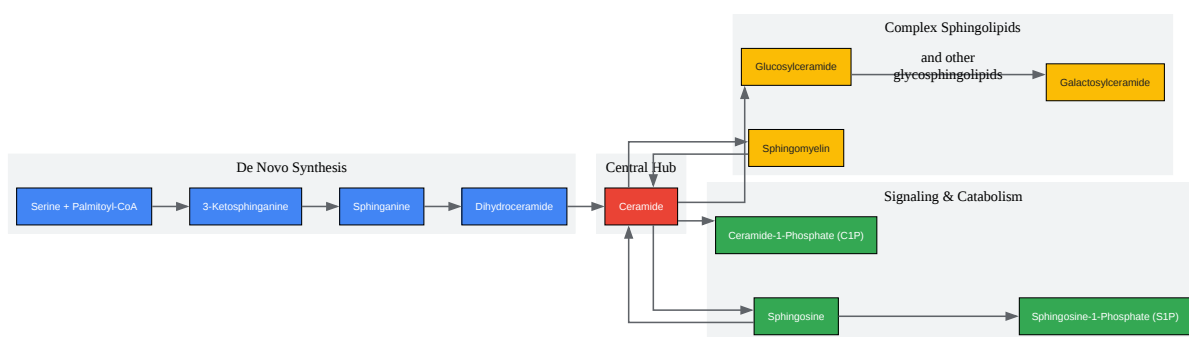 Complex Sphingolipids
Glucosylceramide
and other
glycosphingolipids
Galactosylceramide
Sphingomyelin
De Novo Synthesis
Central Hub
Serine + Palmitoyl-CoA
3-Ketosphinganine
Sphinganine
Dihydroceramide
Ceramide
Signaling & Catabolism
Ceramide-1-Phosphate (C1P)
Sphingosine
Sphingosine-1-Phosphate (S1P)